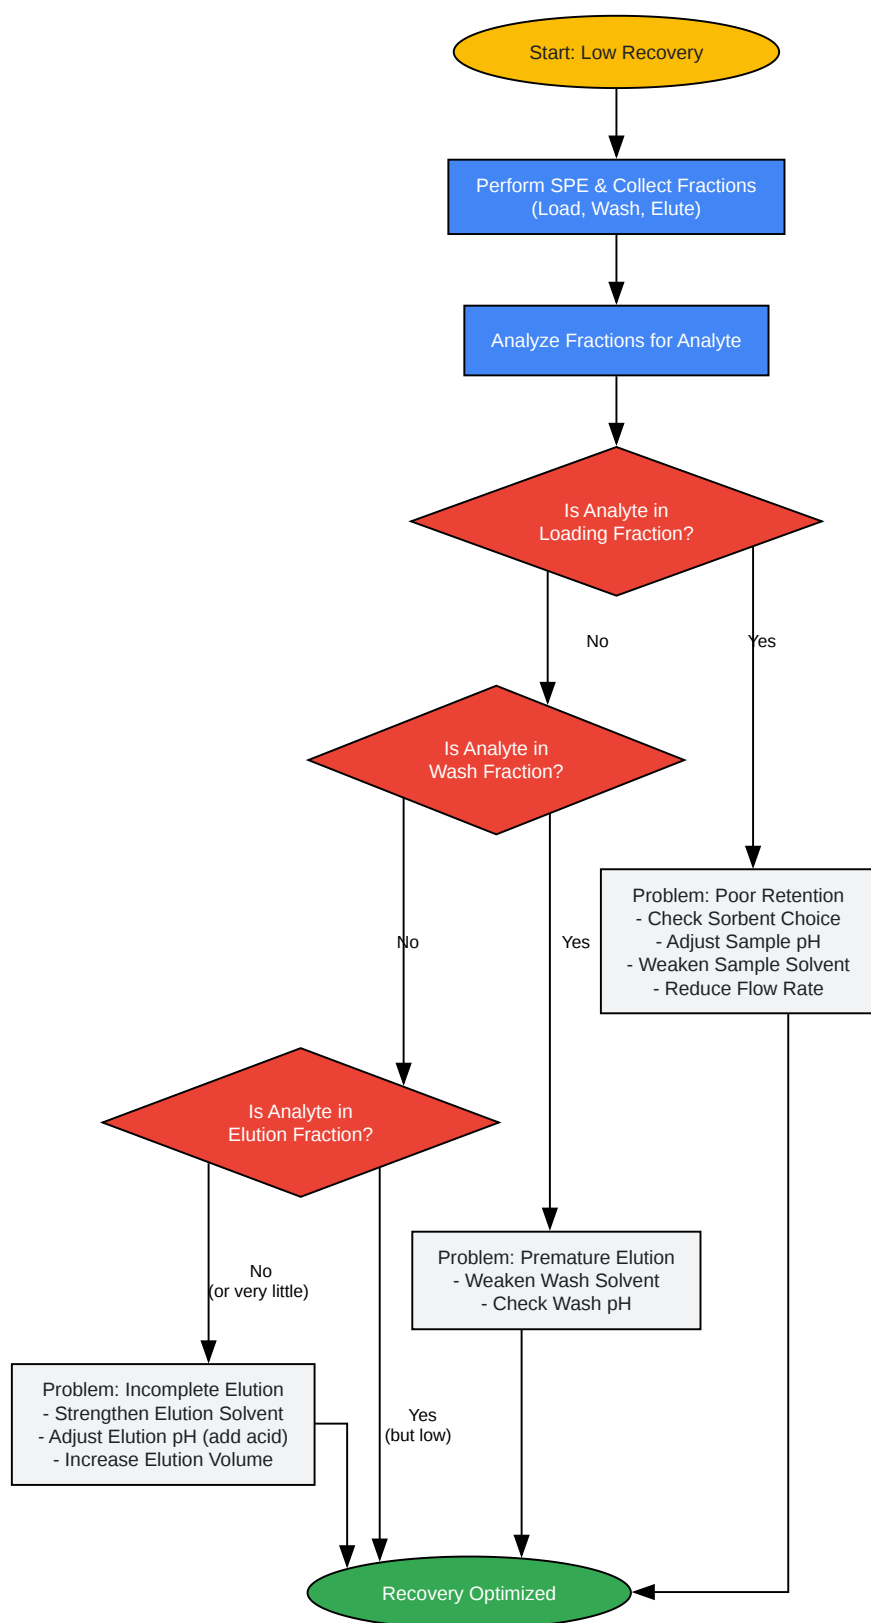 Start: Low Recovery
Perform SPE & Collect Fractions
(Load, Wash, Elute)
Analyze Fractions for Analyte
Is Analyte in
Loading Fraction?
No
Yes
Is Analyte in
Wash Fraction?
Problem: Poor Retention
- Check Sorbent Choice
- Adjust Sample pH
- Weaken Sample Solvent
- Reduce Flow Rate
No
Yes
Is Analyte in
Elution Fraction?
No
(or very little)
Problem: Premature Elution
- Weaken Wash Solvent
- Check Wash pH
Problem: Incomplete Elution
- Strengthen Elution Solvent
- Adjust Elution pH (add acid)
- Increase Elution Volume
Yes
(but low)
Recovery Optimized